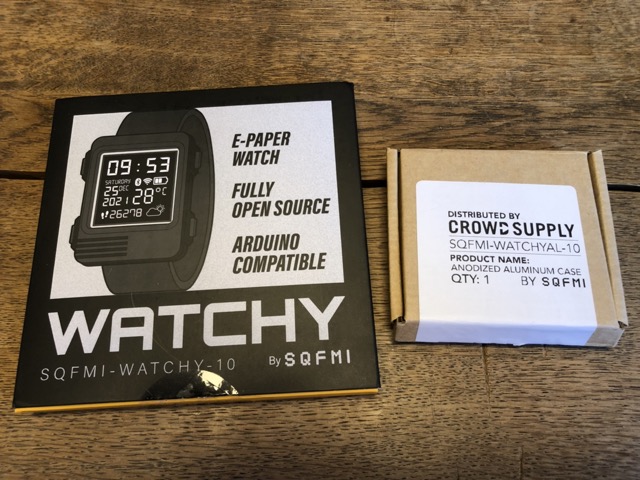 09:53
SATURDAY
25 DEC
2021 28°C
26278
E-PAPER
WATCH
FULLY
OPEN SOURCE
ARDUINO
COMPATIBLE
WATCHY
SQFMI-WATCHY-10
By SQFMI
DISTRIBUTED BY
CROWD SUPPLY
SQFMI-WATCHYAL-10
PRODUCT NAME:
ANODIZED ALUMINUM CASE
QTY: 1 BY SQFMI